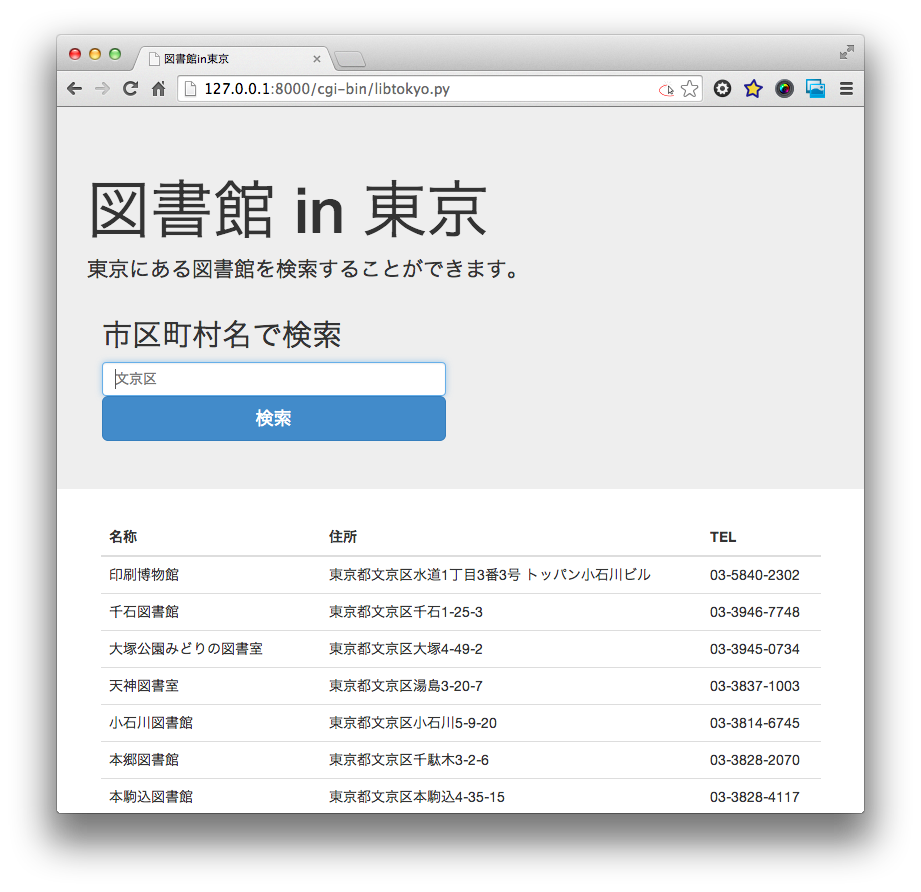 図書館in東京
127.0.0.1:8000/cgi-bin/libtokyo.py
図書館 in 東京
東京にある図書館を検索することができます。
市区町村名で検索
文京区
検索
名称 住所 TEL
印刷博物館 東京都文京区水道1丁目3番3号 トッパン小石川ビル 03-5840-2302
千石図書館 東京都文京区千石1-25-3 03-3946-7748
大塚公園みどりの図書室 東京都文京区大塚4-49-2 03-3945-0734
天神図書室 東京都文京区湯島3-20-7 03-3837-1003
小石川図書館 東京都文京区小石川5-9-20 03-3814-6745
本郷図書館 東京都文京区千駄木3-2-6 03-3828-2070
本駒込図書館 東京都文京区本駒込4-35-15 03-3828-4117